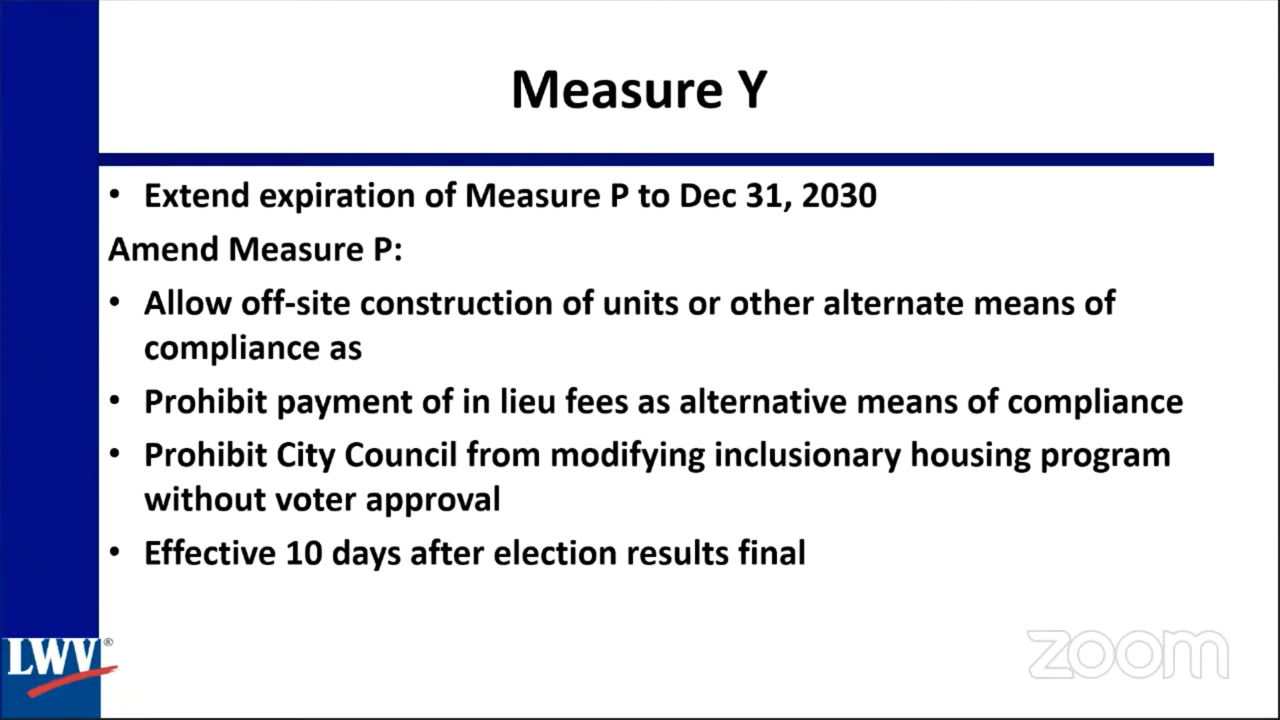 Measure Y
• Extend expiration of Measure P to Dec 31, 2030
Amend Measure P:
• Allow off-site construction of units or other alternate means of
compliance as
• Prohibit payment of in lieu fees as alternative means of compliance
• Prohibit City Council from modifying inclusionary housing program
without voter approval
• Effective 10 days after election results final
LWV®
zoom